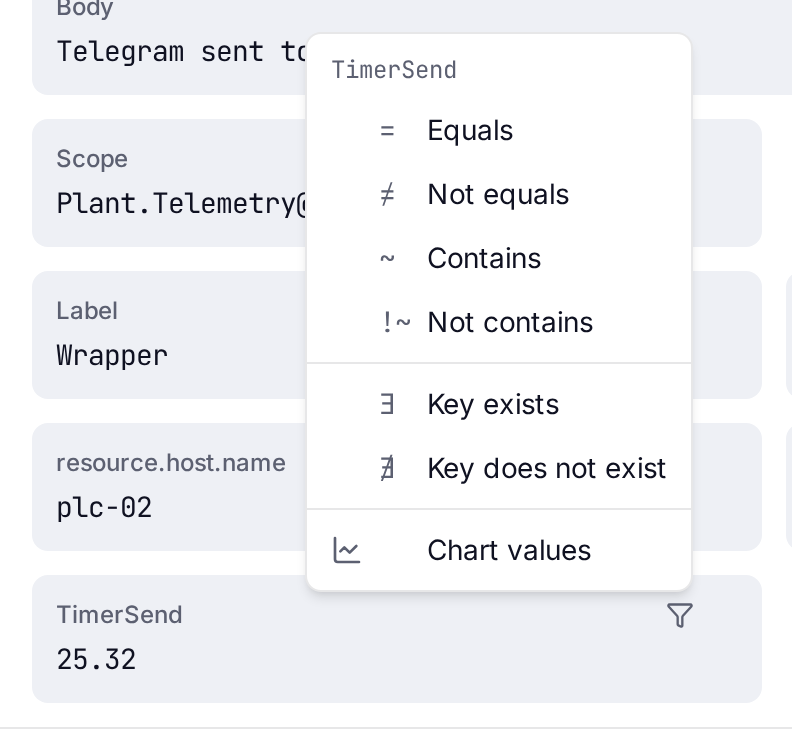 Body
Telegram sent to
TimerSend
= Equals
≠ Not equals
~ Contains
!~ Not contains
∃ Key exists
∄ Key does not exist
Chart values
Scope
Plant.Telemetry@
Label
Wrapper
resource.host.name
plc-02
TimerSend
25.32